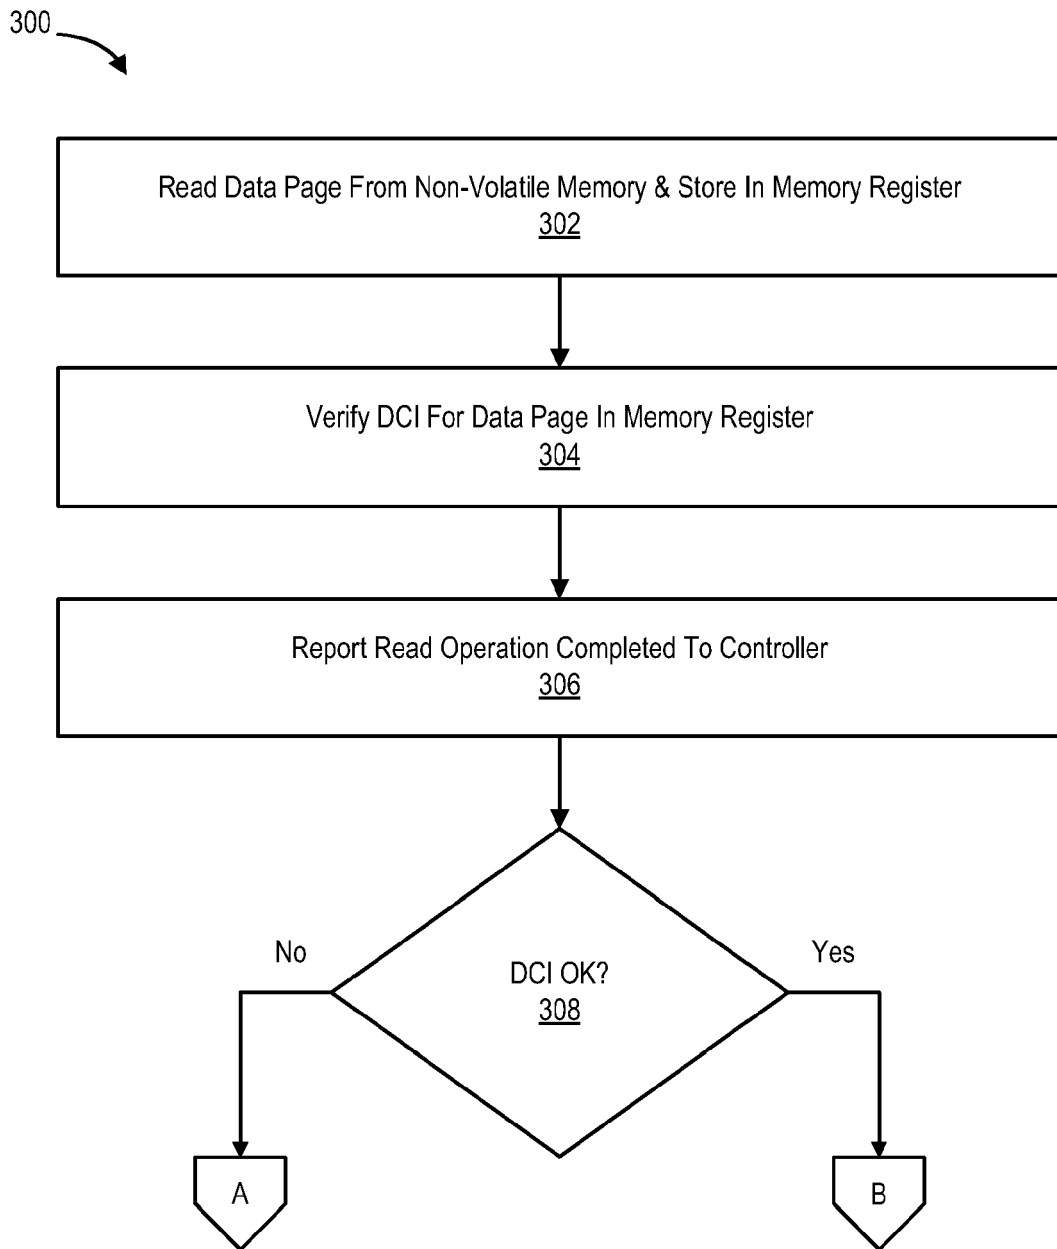 300
Read Data Page From Non-Volatile Memory & Store In Memory Register
302
Verify DCI For Data Page In Memory Register
304
Report Read Operation Completed To Controller
306
No
Yes
DCI OK?
308
A
B